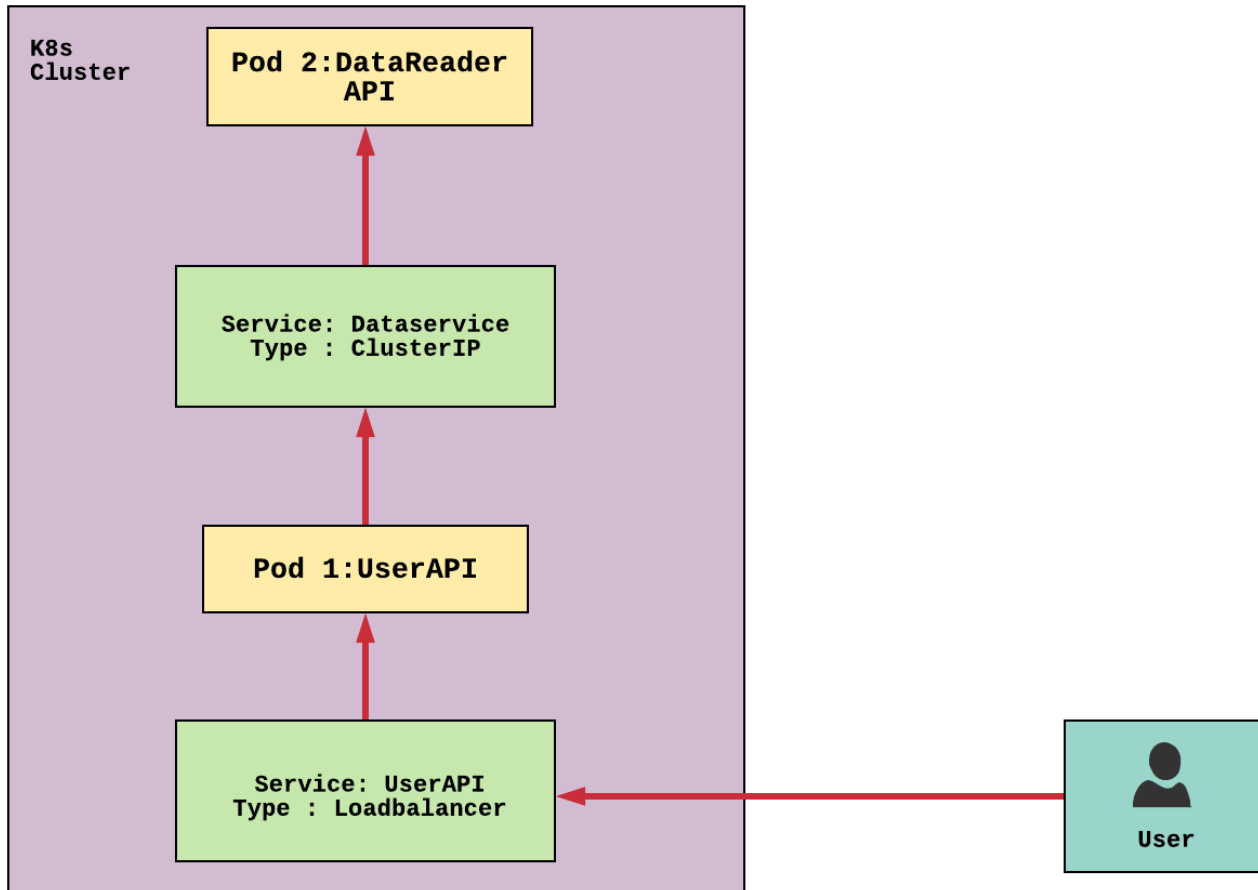 K8s
Cluster
Pod 2:DataReader
API
Service: Dataservice
Type : ClusterIP
Pod 1:UserAPI
Service: UserAPI
Type : Loadbalancer
User